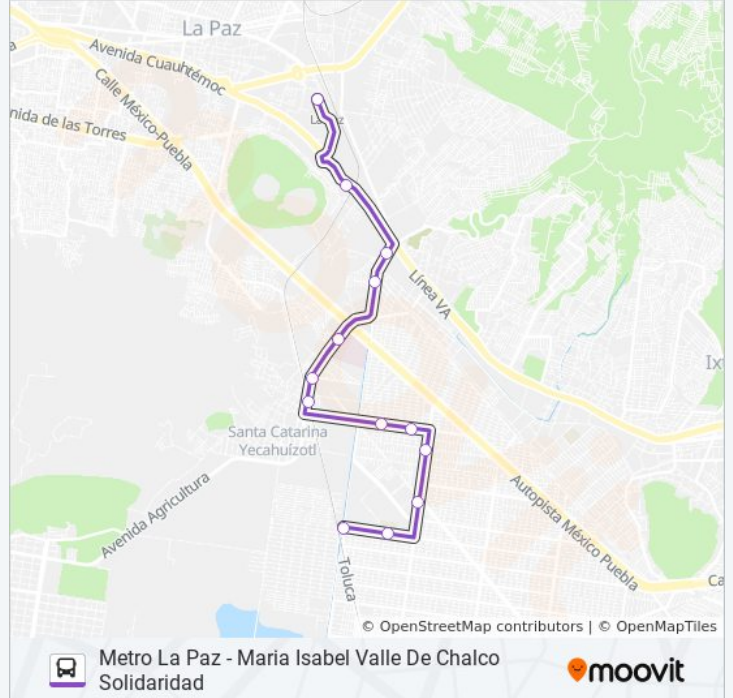 La Paz
Avenida Cuauhtémoc
Calle México-Puebla
nida de las Torres
Línea VA
Ix
Santa Catarina
Yecahuízotl
Avenida Agricultura
Autopista México Puebla
Toluca
Ca
© OpenStreetMap contributors | © OpenMapTiles
Metro La Paz - Maria Isabel Valle De Chalco
Solidaridad
moovit